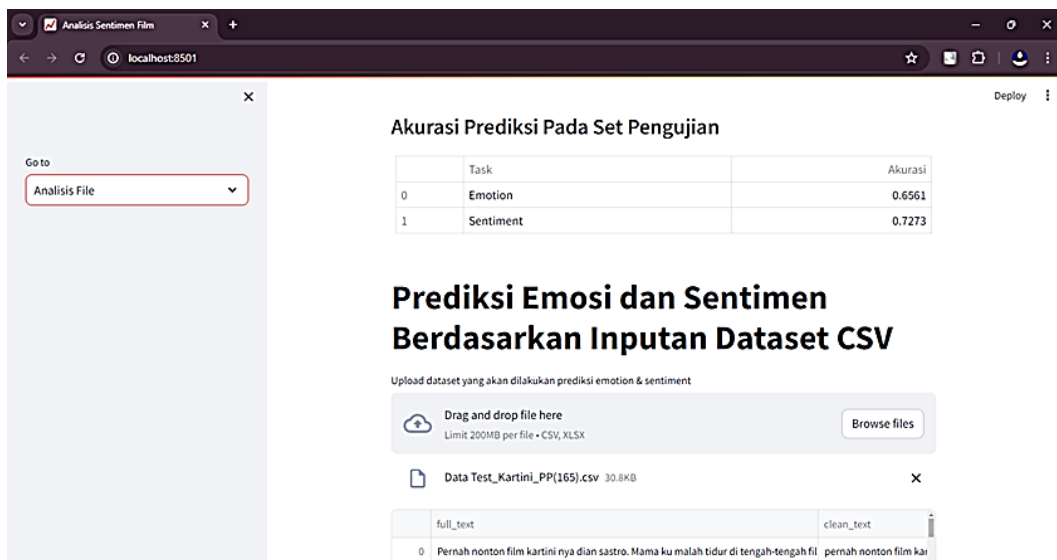 Analisis Sentimen Film
localhost:8501
Deploy
Go to
Analisis File
Akurasi Prediksi Pada Set Pengujian
Task Akurasi
0 Emotion 0.6561
1 Sentiment 0.7273
Prediksi Emosi dan Sentimen
Berdasarkan Inputan Dataset CSV
Upload dataset yang akan dilakukan prediksi emotion & sentiment
Drag and drop file here
Limit 200MB per file • CSV, XLSX
Browse files
Data Test_Kartini_PP(165).csv 30.8KB
full_text clean_text
0 Pernah nonton film kartini nya dian sastro. Mama ku malah tidur di tengah-tengah fil pernah nonton film kar